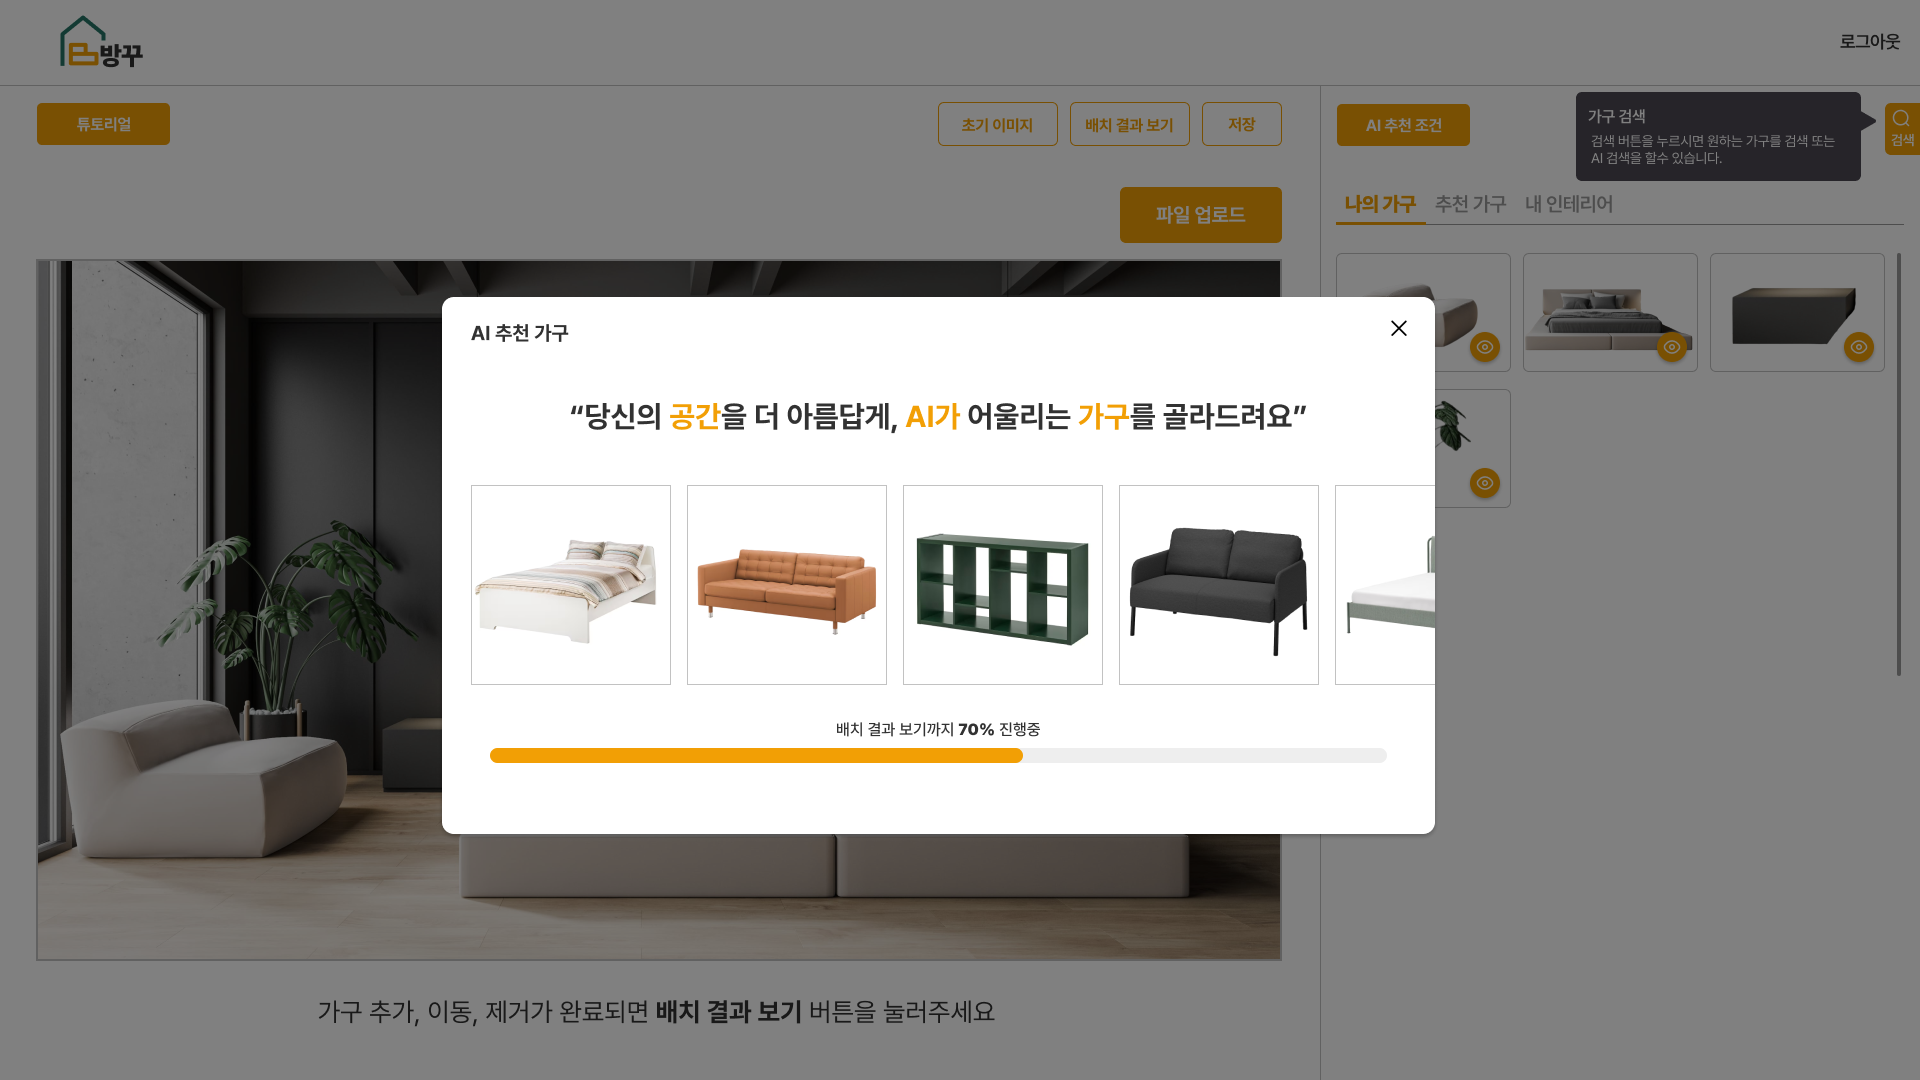 방꾸
로그아웃
튜토리얼
초기 이미지
배치 결과 보기
저장
AI 추천 조건
가구 검색
검색 버튼을 누르시면 원하는 가구를 검색 또는
AI 검색을 할수 있습니다.
검색
파일 업로드
나의 가구
추천 가구
내 인테리어
AI 추천 가구
“당신의 공간을 더 아름답게, AI가 어울리는 가구를 골라드려요”
배치 결과 보기까지 70% 진행중
가구 추가, 이동, 제거가 완료되면 배치 결과 보기 버튼을 눌러주세요